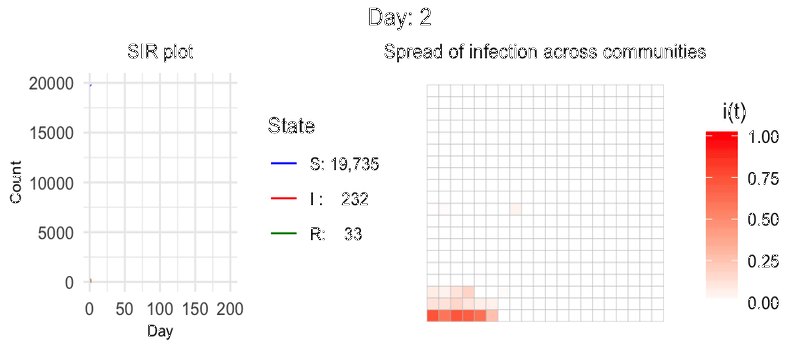 Day: 2
SIR plot
Spread of infection across communities
20000
15000
10000
5000
0
Count
0 50 100 150 200
Day
State
S: 19,735
I : 232
R: 33
i(t)
1.00
0.75
0.50
0.25
0.00